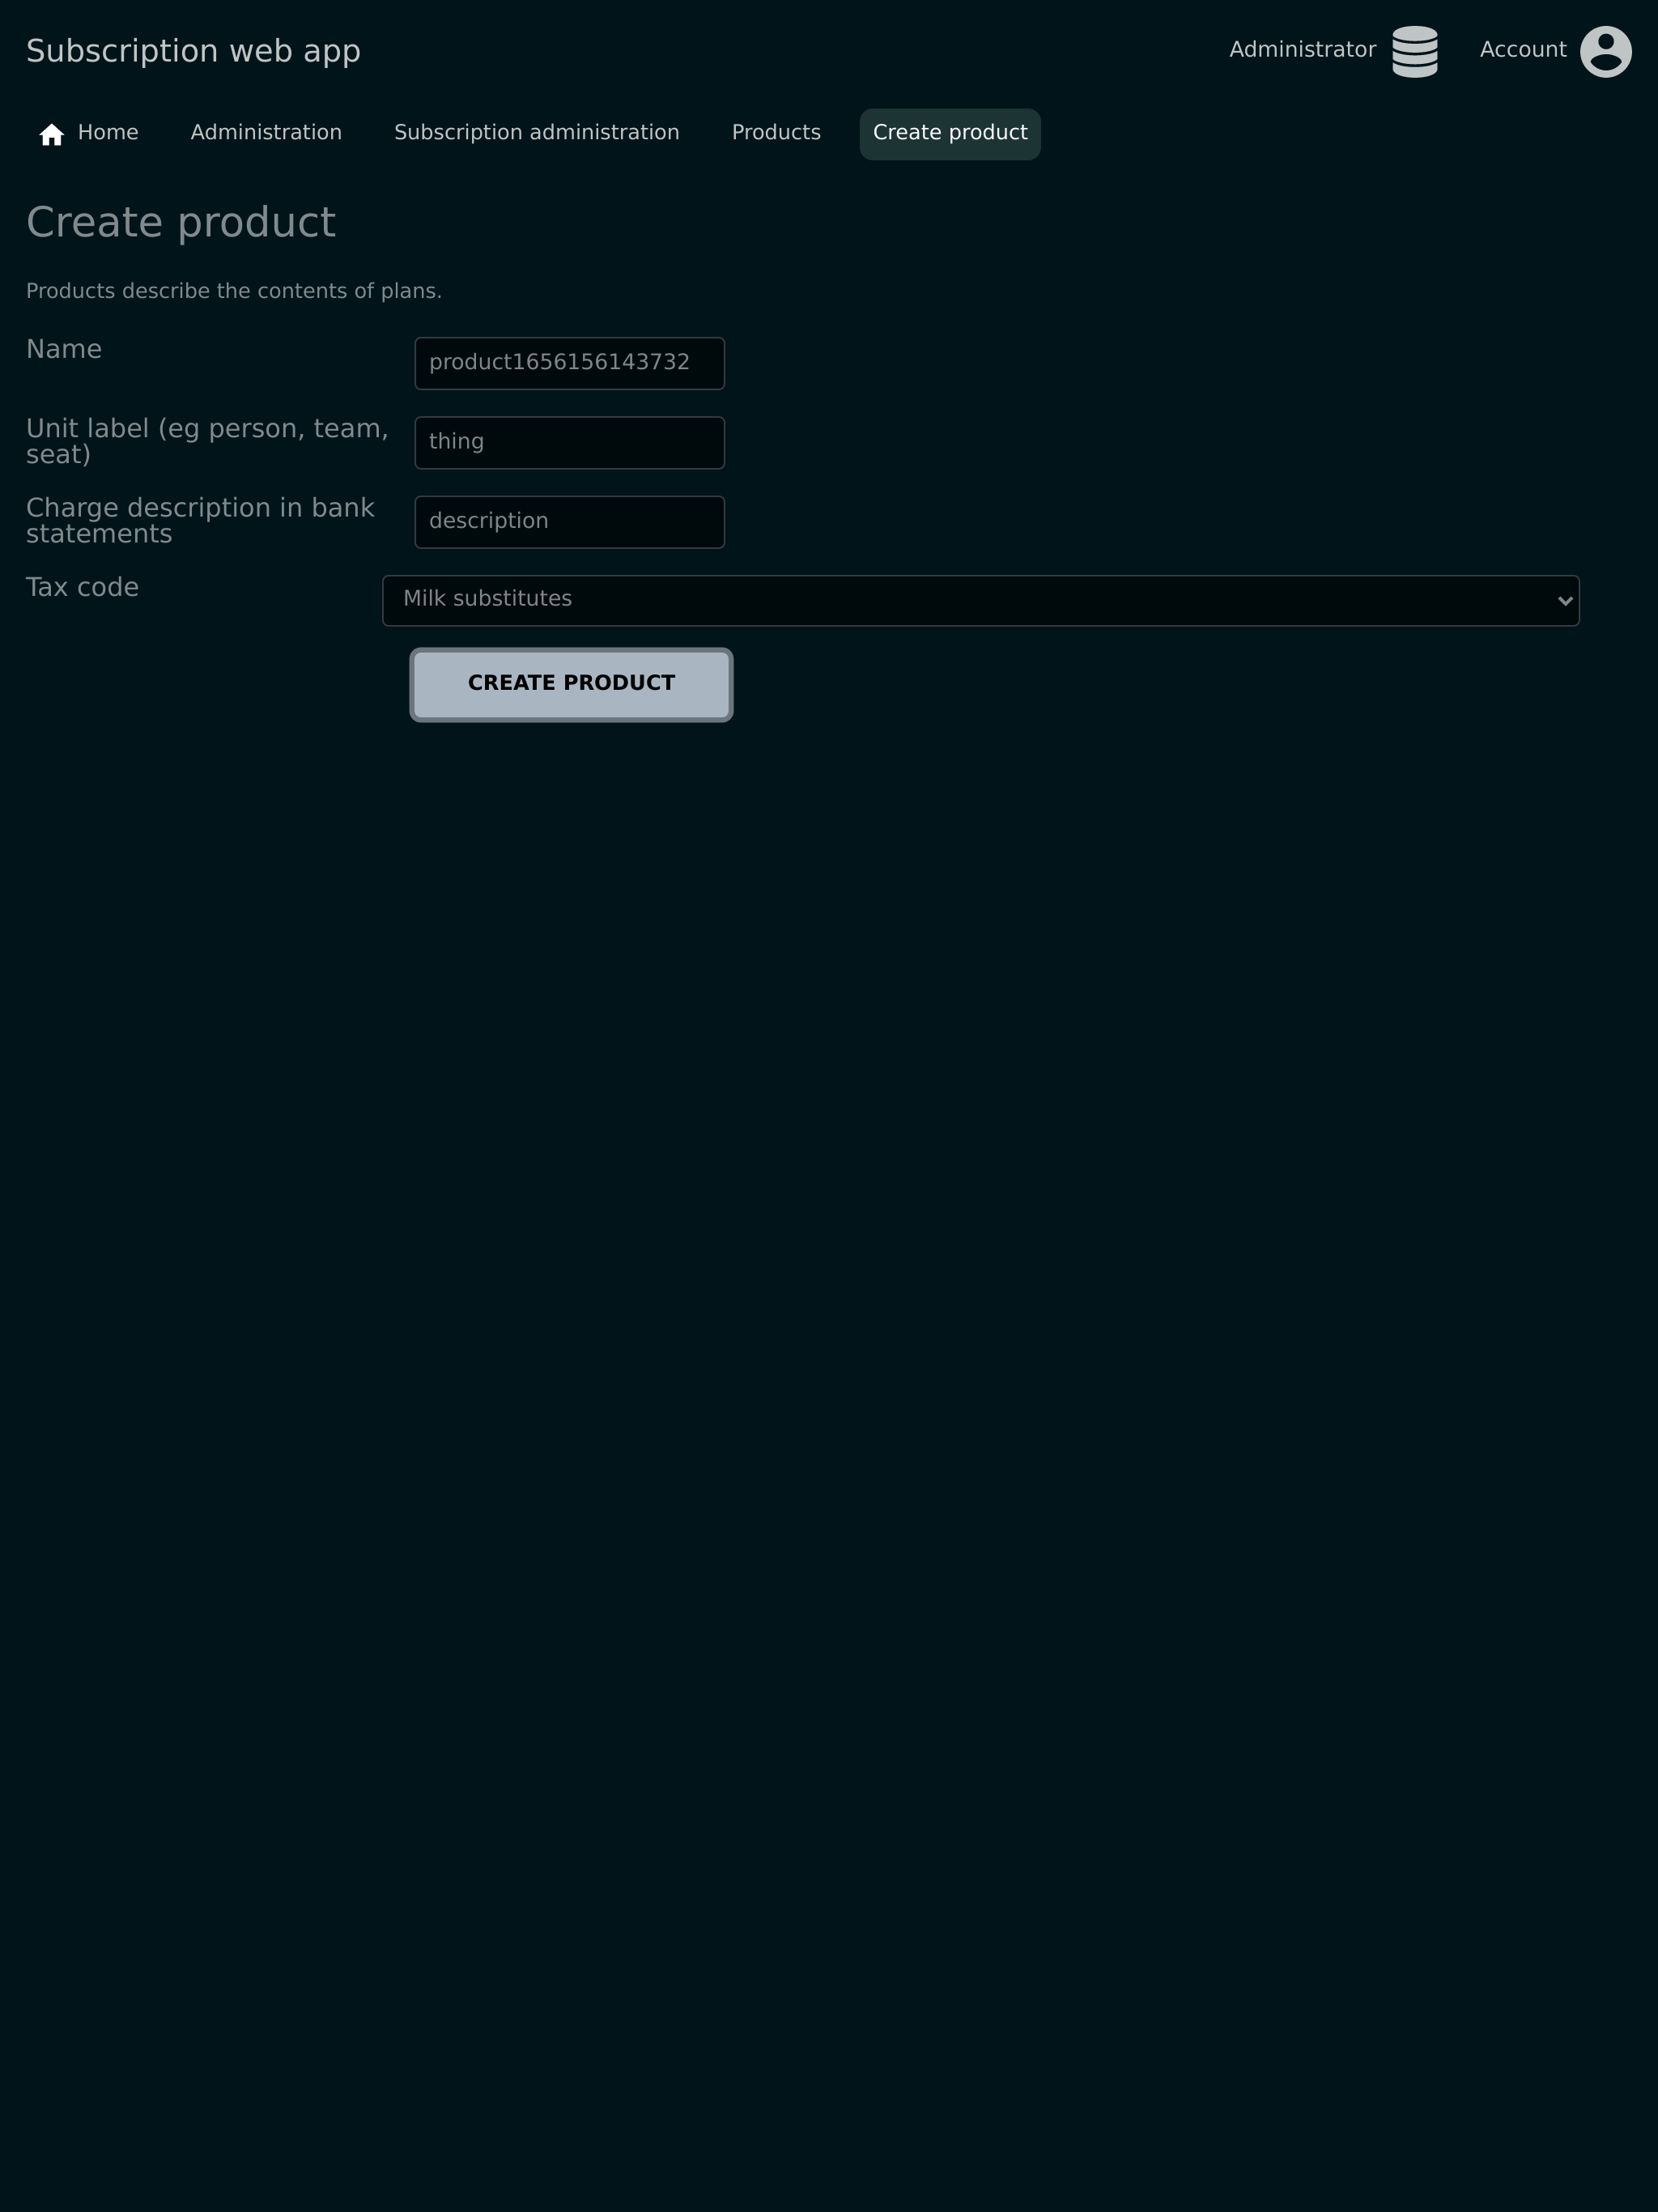 Subscription web app
Administrator
Account
Home
Administration
Subscription administration
Products
Create product
Create product
Products describe the contents of plans.
Name
product1656156143732
Unit label (eg person, team,
seat)
thing
Charge description in bank
statements
description
Tax code
Milk substitutes
CREATE PRODUCT